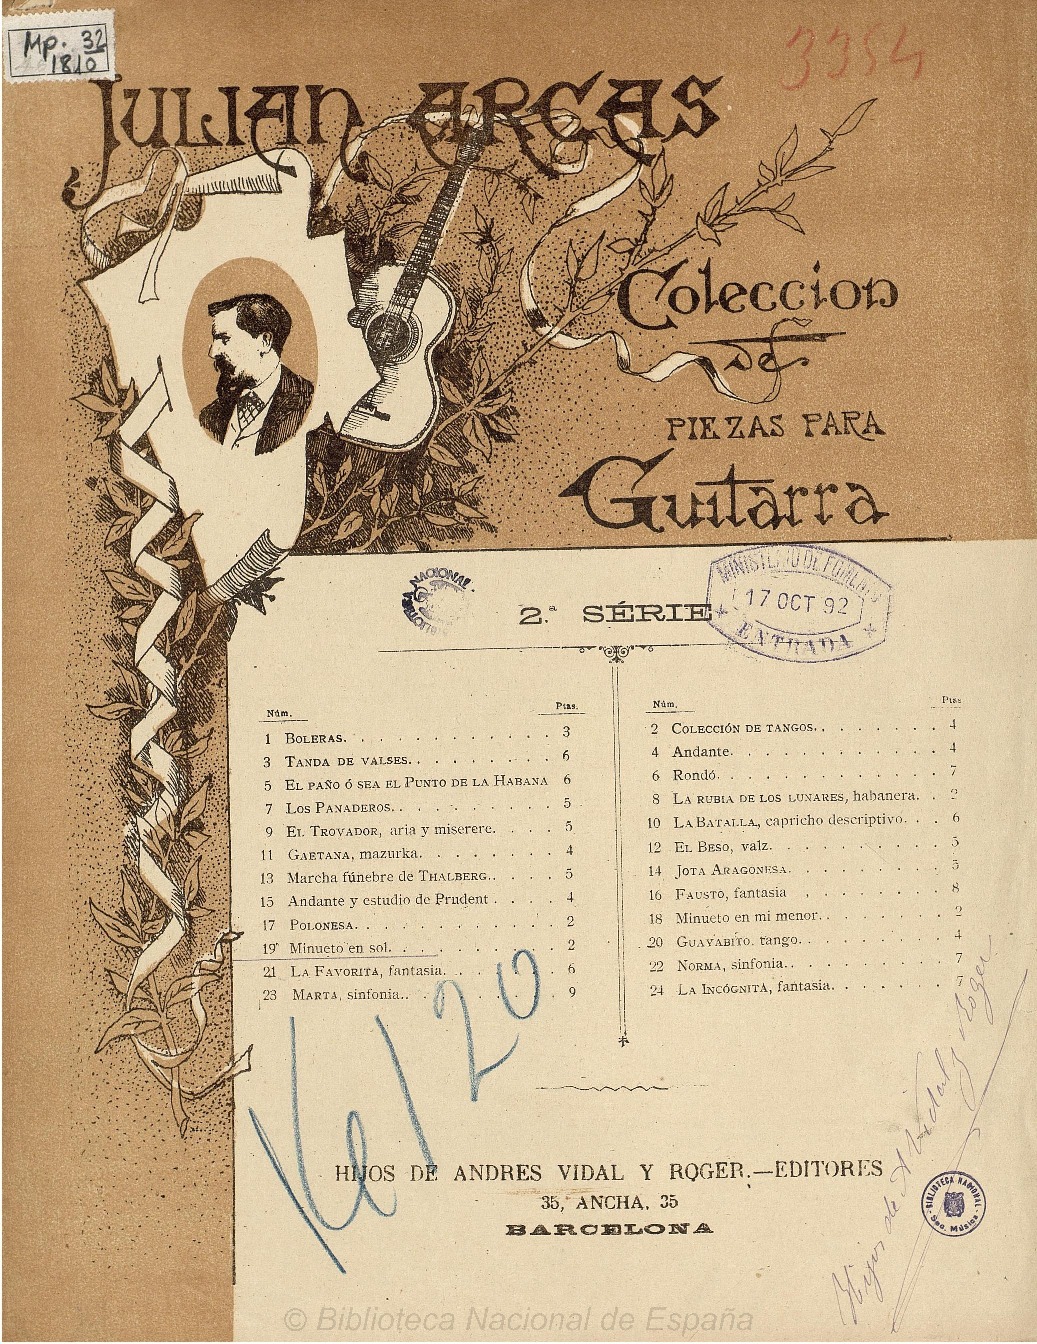 Mp. 32
1810
3354
JULIAN ARCAS
Coleccion
de
PIEZAS PARA
Guitarra
BIBLIOTECA NACIONAL
2.ª SÉRIE
MINISTERIO DE FOMENTO
17 OCT 92
* ENTRADA *
Núm. Ptas.
1 BOLERAS. . . . . . . . . . . . 3
3 TANDA DE VALSES. . . . . . . . . 6
5 EL PAÑO Ó SEA EL PUNTO DE LA HABANA 6
7 LOS PANADEROS. . . . . . . . . 5
9 EL TROVADOR, aria y miserere. . . . 5
11 GAETANA, mazurka. . . . . . . . 4
13 Marcha fúnebre de THALBERG. . . . . 5
15 Andante y estudio de Prudent . . . . 4
17 POLONESA. . . . . . . . . . . 2
19 Minueto en sol. . . . . . . . . . 2
21 LA FAVORITA, fantasia. . . . . . . 6
23 MARTA, sinfonia. . . . . . . . . 9
Núm. Ptas
2 COLECCIÓN DE TANGOS. . . . . . . . 4
4 Andante. . . . . . . . . . . . 4
6 Rondó. . . . . . . . . . . . . 7
8 LA RUBIA DE LOS LUNARES, habanera. . .
10 LA BATALLA, capricho descriptivo. . . 6
12 EL BESO, valz. . . . . . . . . . 5
14 JOTA ARAGONESA. . . . . . . . . 5
16 FAUSTO, fantasia . . . . . . . . 8
18 Minueto en mi menor. . . . . . . . 2
20 GUAYABITO. tango. . . . . . . . . 4
22 NORMA, sinfonia. . . . . . . . . 7
24 LA INCÓGNITA, fantasia. . . . . . . 7
HIJOS DE ANDRES VIDAL Y ROGER.—EDITORES
35, ANCHA, 35
BARCELONA
Hijos de A Vidal y Roger
BIBLIOTECA NACIONAL
Sec. Música
© Biblioteca Nacional de España